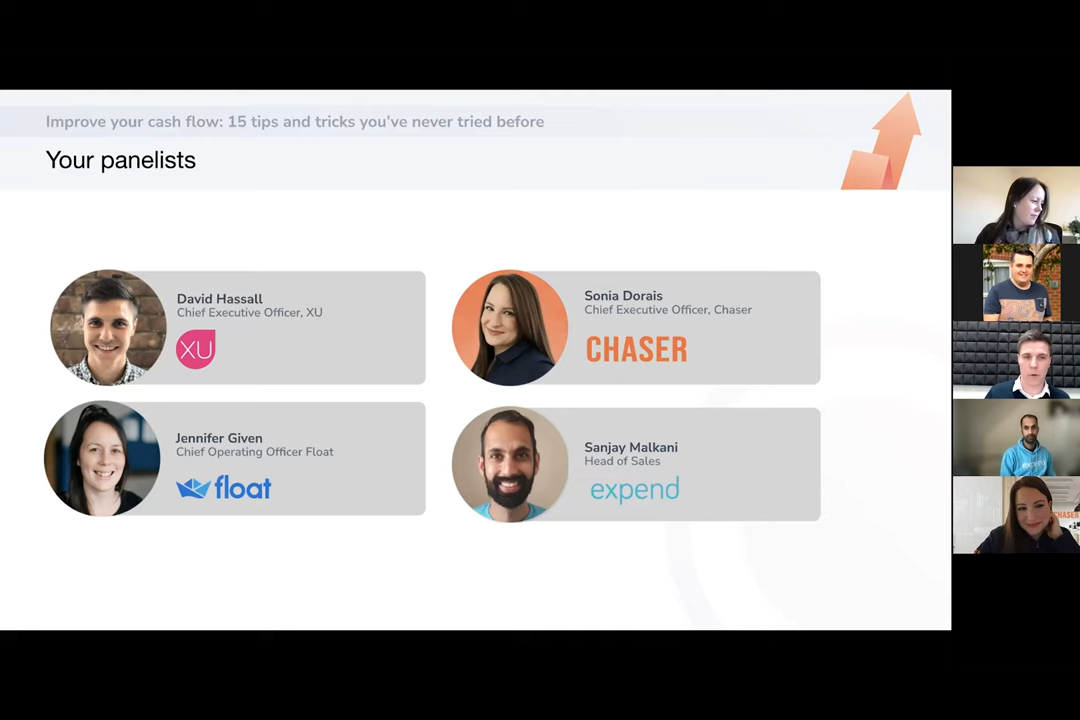 Improve your cash flow: 15 tips and tricks you've never tried before
Your panelists
David Hassall
Chief Executive Officer, XU
XU
Sonia Dorais
Chief Executive Officer, Chaser
CHASER
Jennifer Given
Chief Operating Officer Float
float
Sanjay Malkani
Head of Sales
expend
expend
CHASER